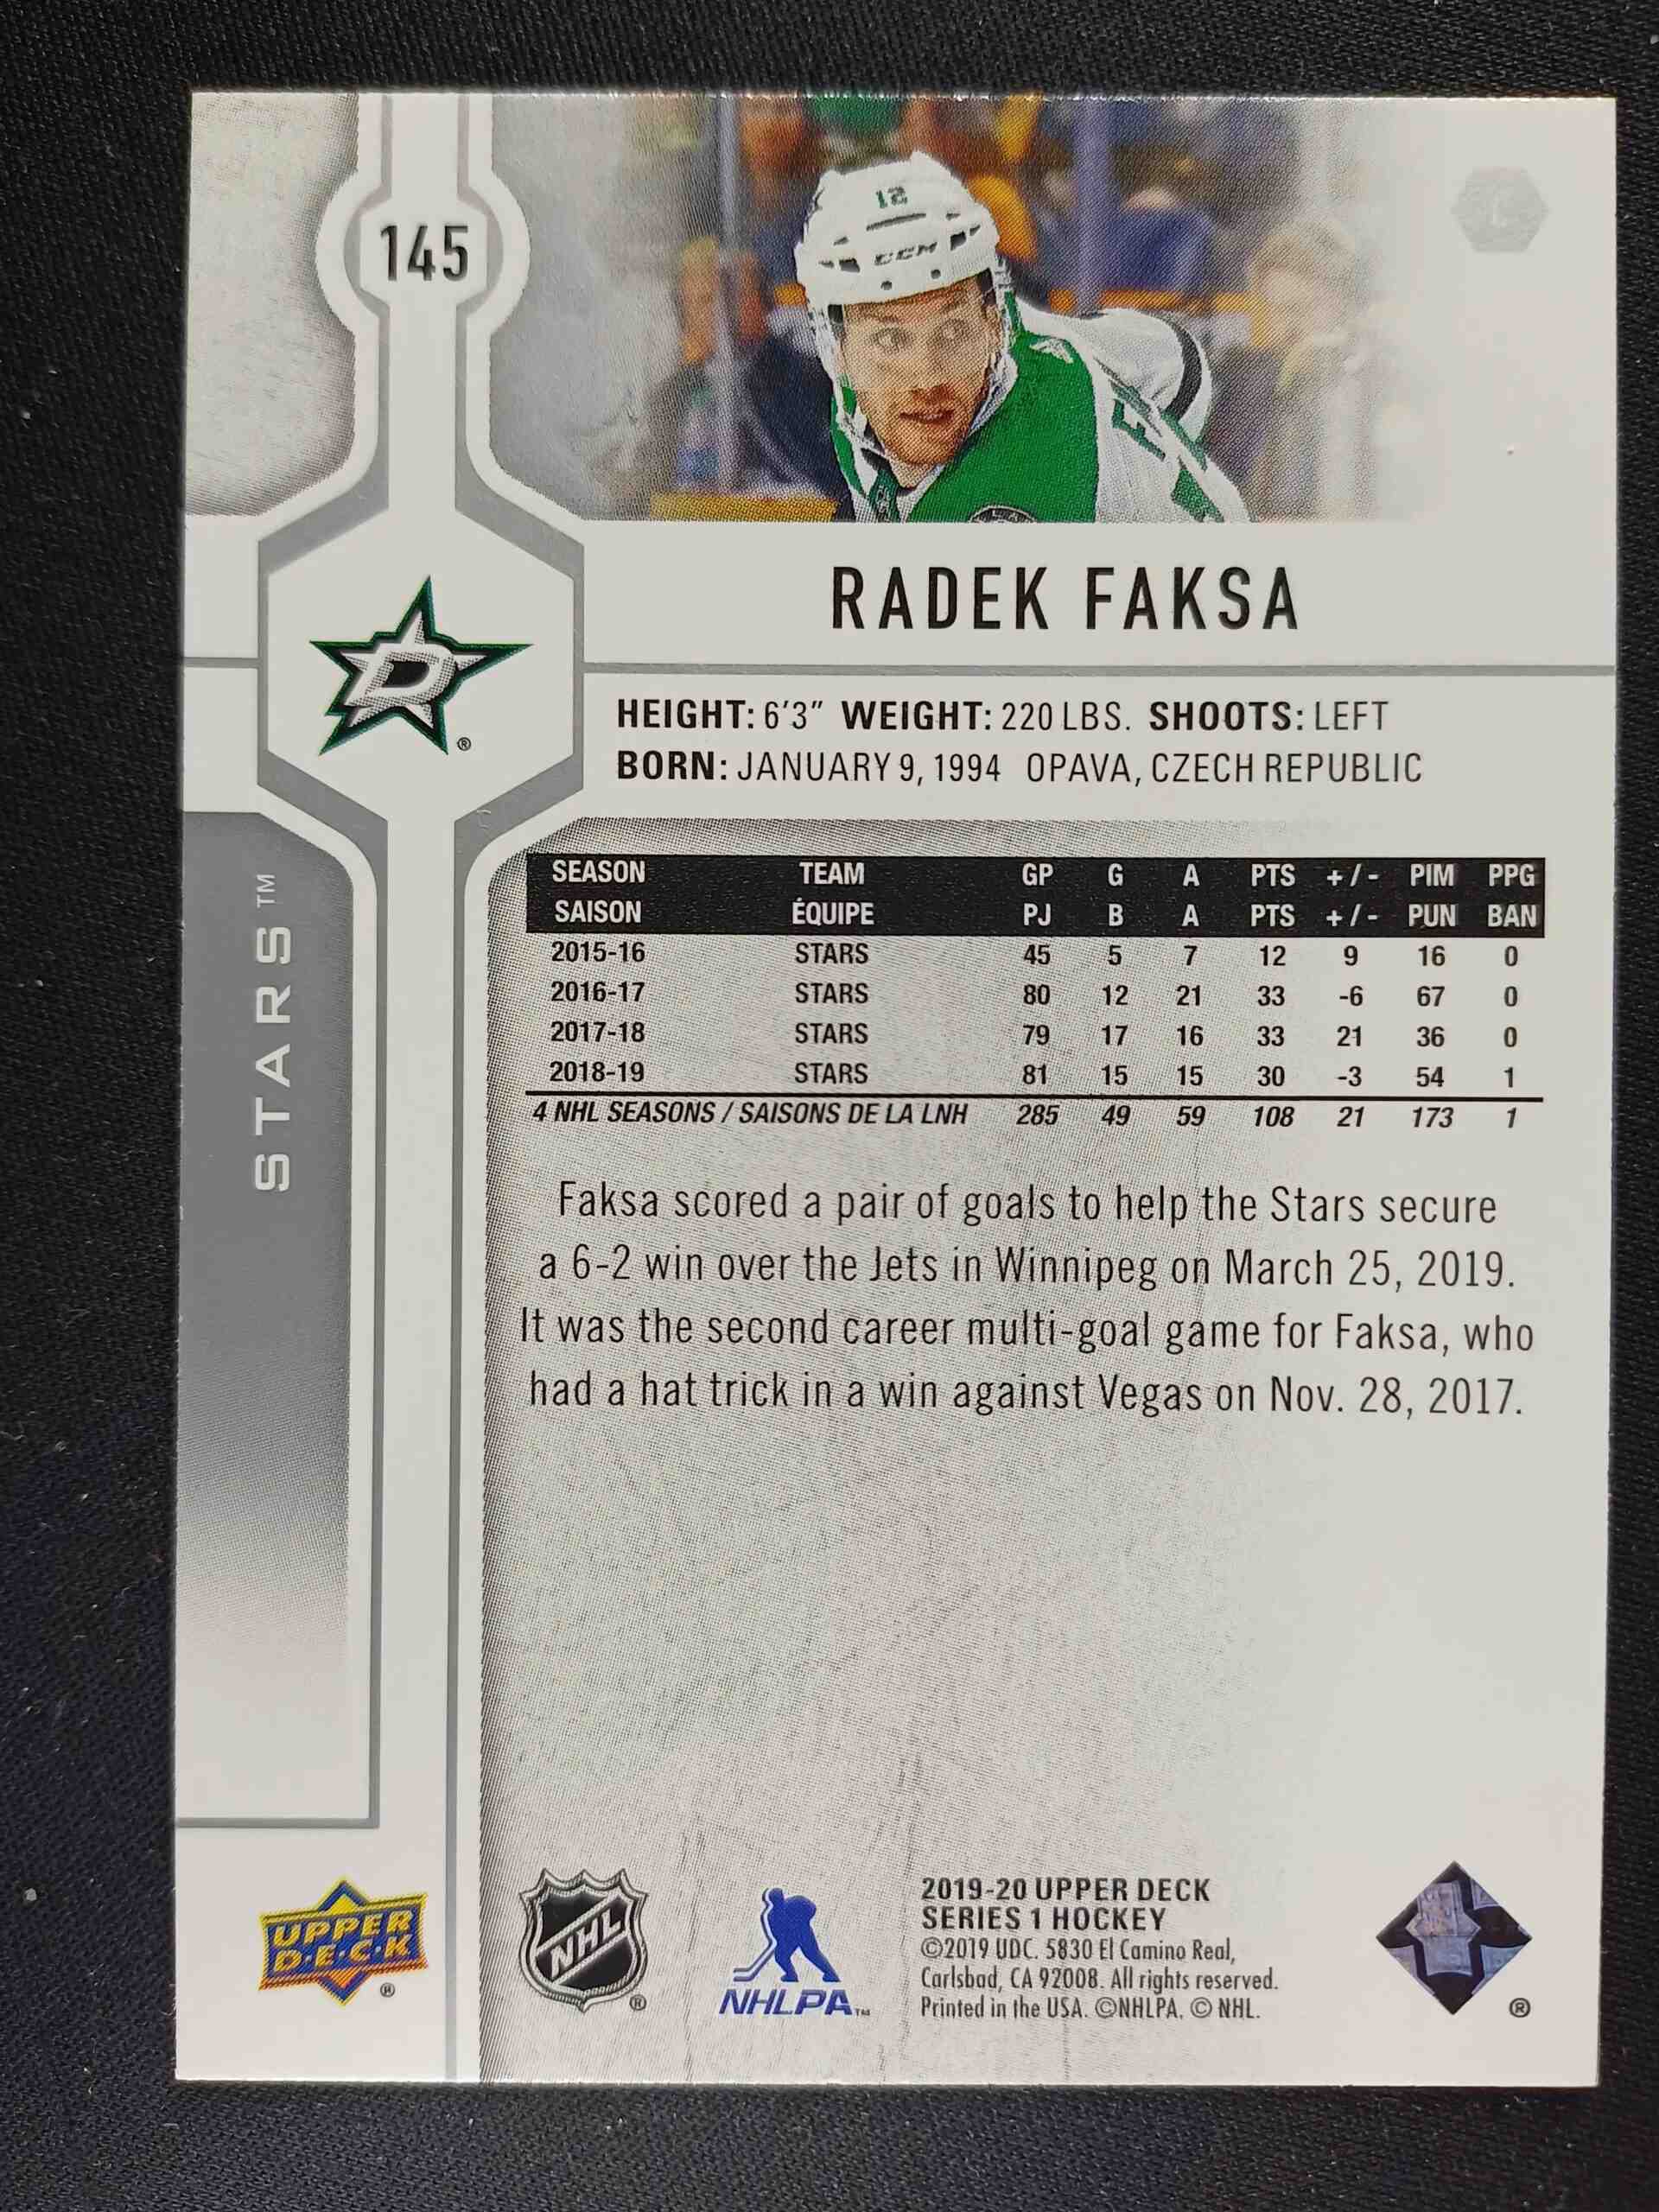 145
12
CCM
RADEK FAKSA
D
®
HEIGHT: 6'3" WEIGHT: 220 LBS. SHOOTS: LEFT
BORN: JANUARY 9, 1994 OPAVA, CZECH REPUBLIC
STARS™
SEASON TEAM GP G A PTS +/- PIM PPG
SAISON ÉQUIPE PJ B A PTS +/- PUN BAN
2015-16 STARS 45 5 7 12 9 16 0
2016-17 STARS 80 12 21 33 -6 67 0
2017-18 STARS 79 17 16 33 21 36 0
2018-19 STARS 81 15 15 30 -3 54 1
4 NHL SEASONS / SAISONS DE LA LNH 285 49 59 108 21 173 1
Faksa scored a pair of goals to help the Stars secure
a 6-2 win over the Jets in Winnipeg on March 25, 2019.
It was the second career multi-goal game for Faksa, who
had a hat trick in a win against Vegas on Nov. 28, 2017.
UPPER
D•E•C•K
®
NHL
®
NHLPA™
2019-20 UPPER DECK
SERIES 1 HOCKEY
©2019 UDC. 5830 El Camino Real,
Carlsbad, CA 92008. All rights reserved.
Printed in the USA. ©NHLPA. © NHL.
®